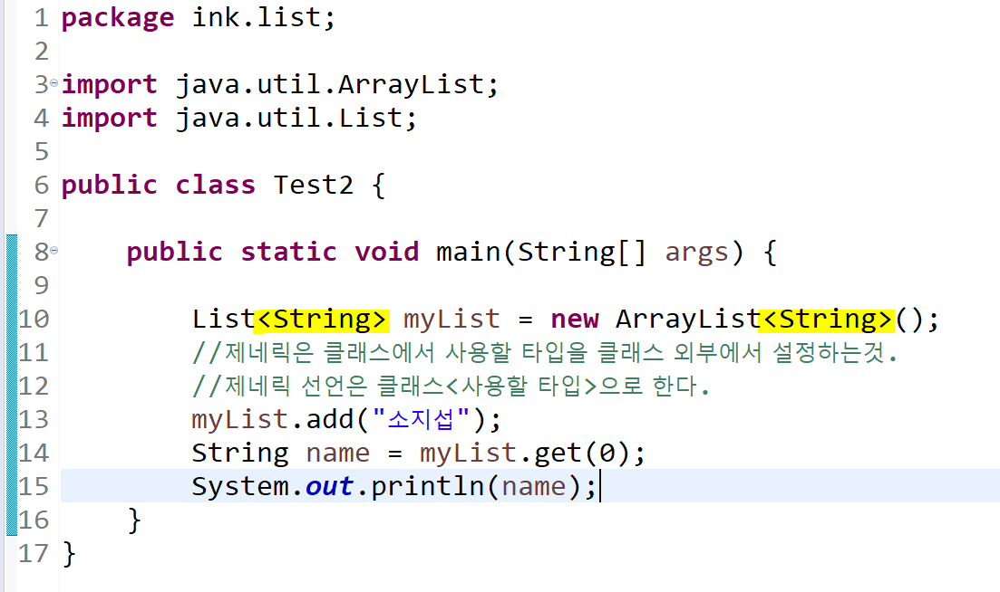 1 package ink.list;
2
3 import java.util.ArrayList;
4 import java.util.List;
5
6 public class Test2 {
7
8 public static void main(String[] args) {
9
10 List<String> myList = new ArrayList<String>();
11 //제네릭은 클래스에서 사용할 타입을 클래스 외부에서 설정하는것.
12 //제네릭 선언은 클래스<사용할 타입>으로 한다.
13 myList.add("소지섭");
14 String name = myList.get(0);
15 System.out.println(name);
16 }
17 }